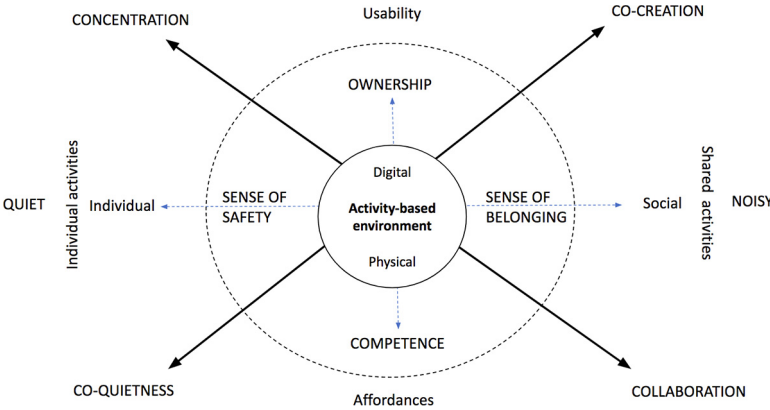 CONCENTRATION
Usability
CO-CREATION
OWNERSHIP
Digital
QUIET
Individual activities
Individual
SENSE OF
SAFETY
Activity-based
environment
SENSE OF
BELONGING
Social
Shared activities
NOISY
Physical
COMPETENCE
CO-QUIETNESS
Affordances
COLLABORATION